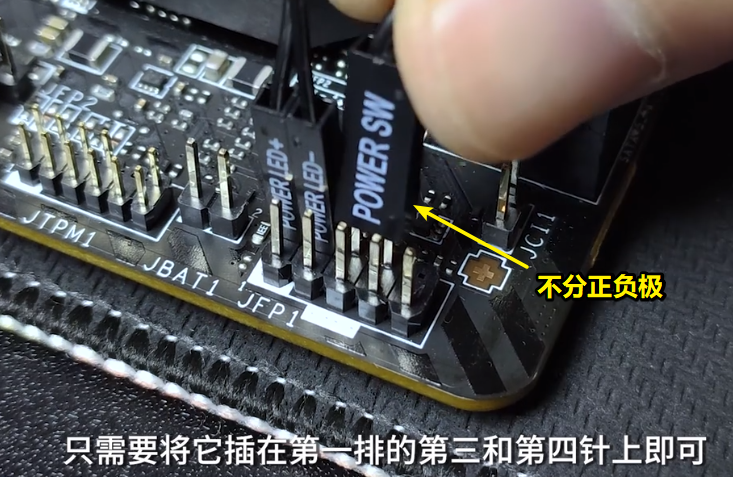 JFP2
POWER LED+
POWER LED-
POWER SW
JTPM1
JBAT1
JFP1
JCI1
不分正负极
只需要将它插在第一排的第三和第四针上即可